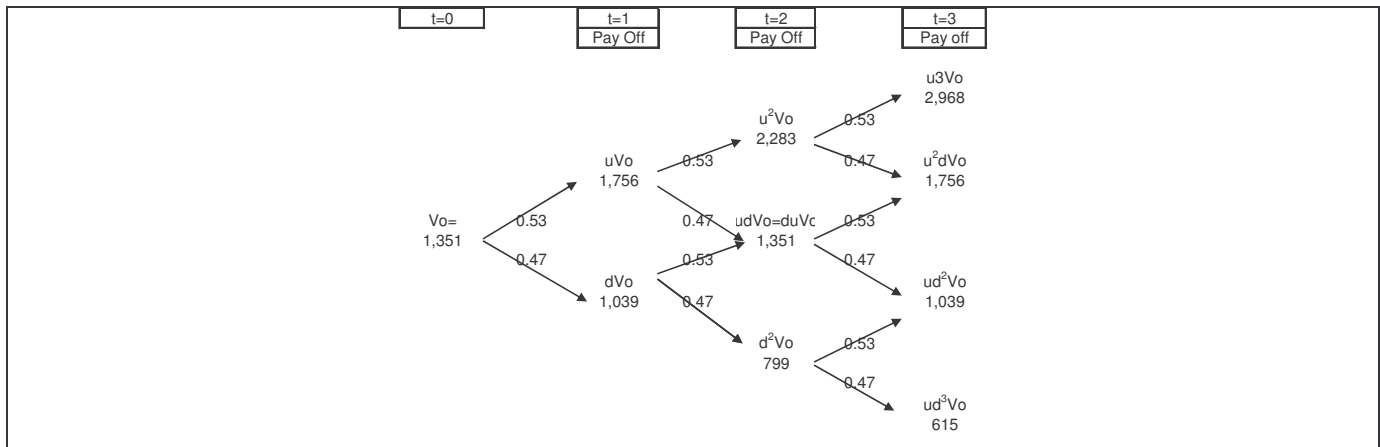 t=0
t=1
t=2
t=3
Pay Off
Pay Off
Pay off
u3Vo
2,968
u²Vo
2,283
0.53
0.47
uVo
1,756
0.53
u²dVo
1,756
Vo=
1,351
0.53
0.47
udVo=duVo
1,351
0.53
0.47
0.47
dVo
1,039
0.53
0.47
ud²Vo
1,039
d²Vo
799
0.53
0.47
ud³Vo
615